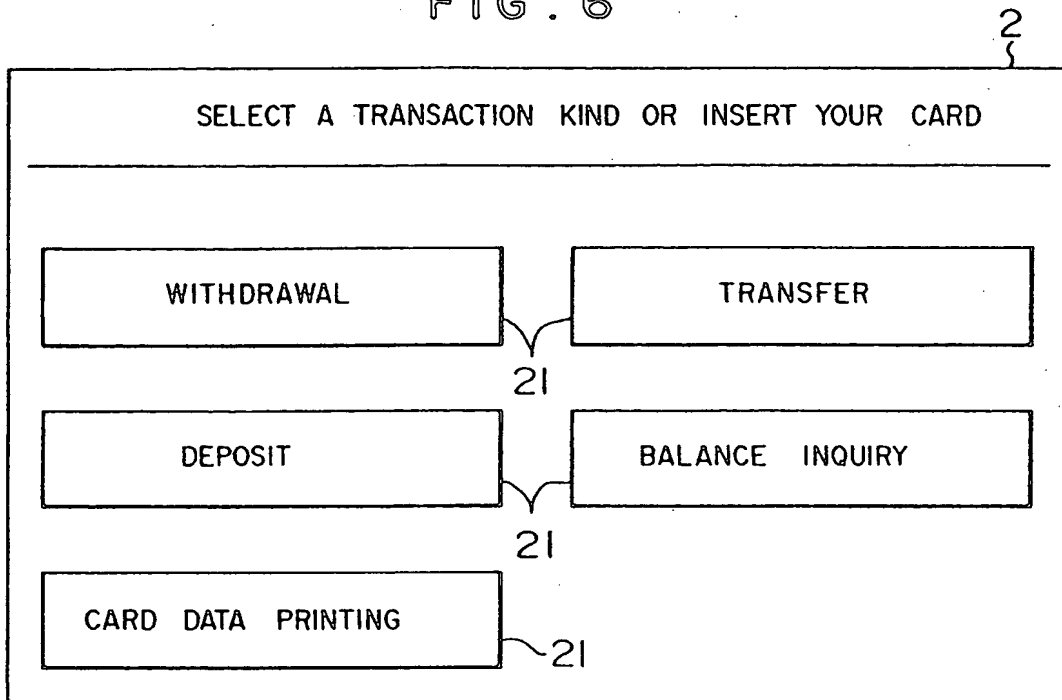 FIG. 6
2
SELECT A TRANSACTION KIND OR INSERT YOUR CARD
WITHDRAWAL TRANSFER
21
DEPOSIT BALANCE INQUIRY
21
CARD DATA PRINTING
21